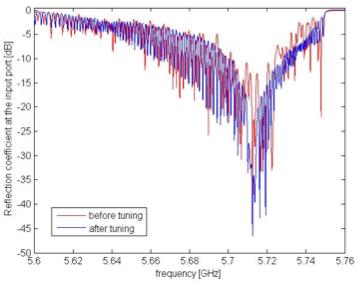 Reflection coefficient at the input port [dB]
0
-5
-10
-15
-20
-25
-30
-35
-40
-45
-50
before tuning
after tuning
5.6 5.62 5.64 5.66 5.68 5.7 5.72 5.74 5.76
frequency [GHz]